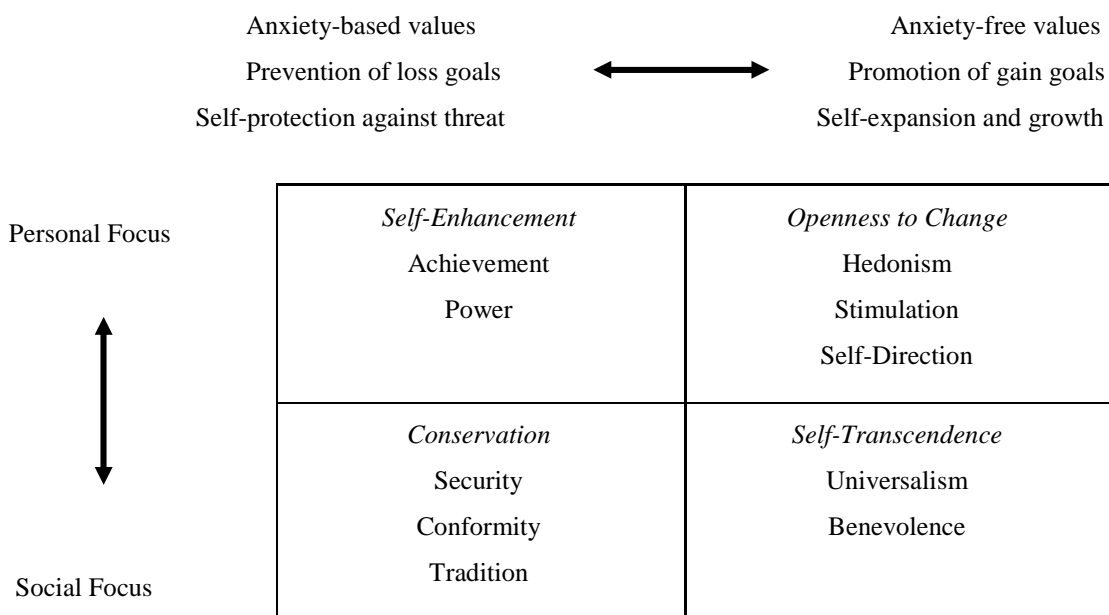 Anxiety-based values
Anxiety-free values
Prevention of loss goals
Promotion of gain goals
Self-protection against threat
Self-expansion and growth
Personal Focus
Self-Enhancement
Achievement
Power
Openness to Change
Hedonism
Stimulation
Self-Direction
Social Focus
Conservation
Security
Conformity
Tradition
Self-Transcendence
Universalism
Benevolence